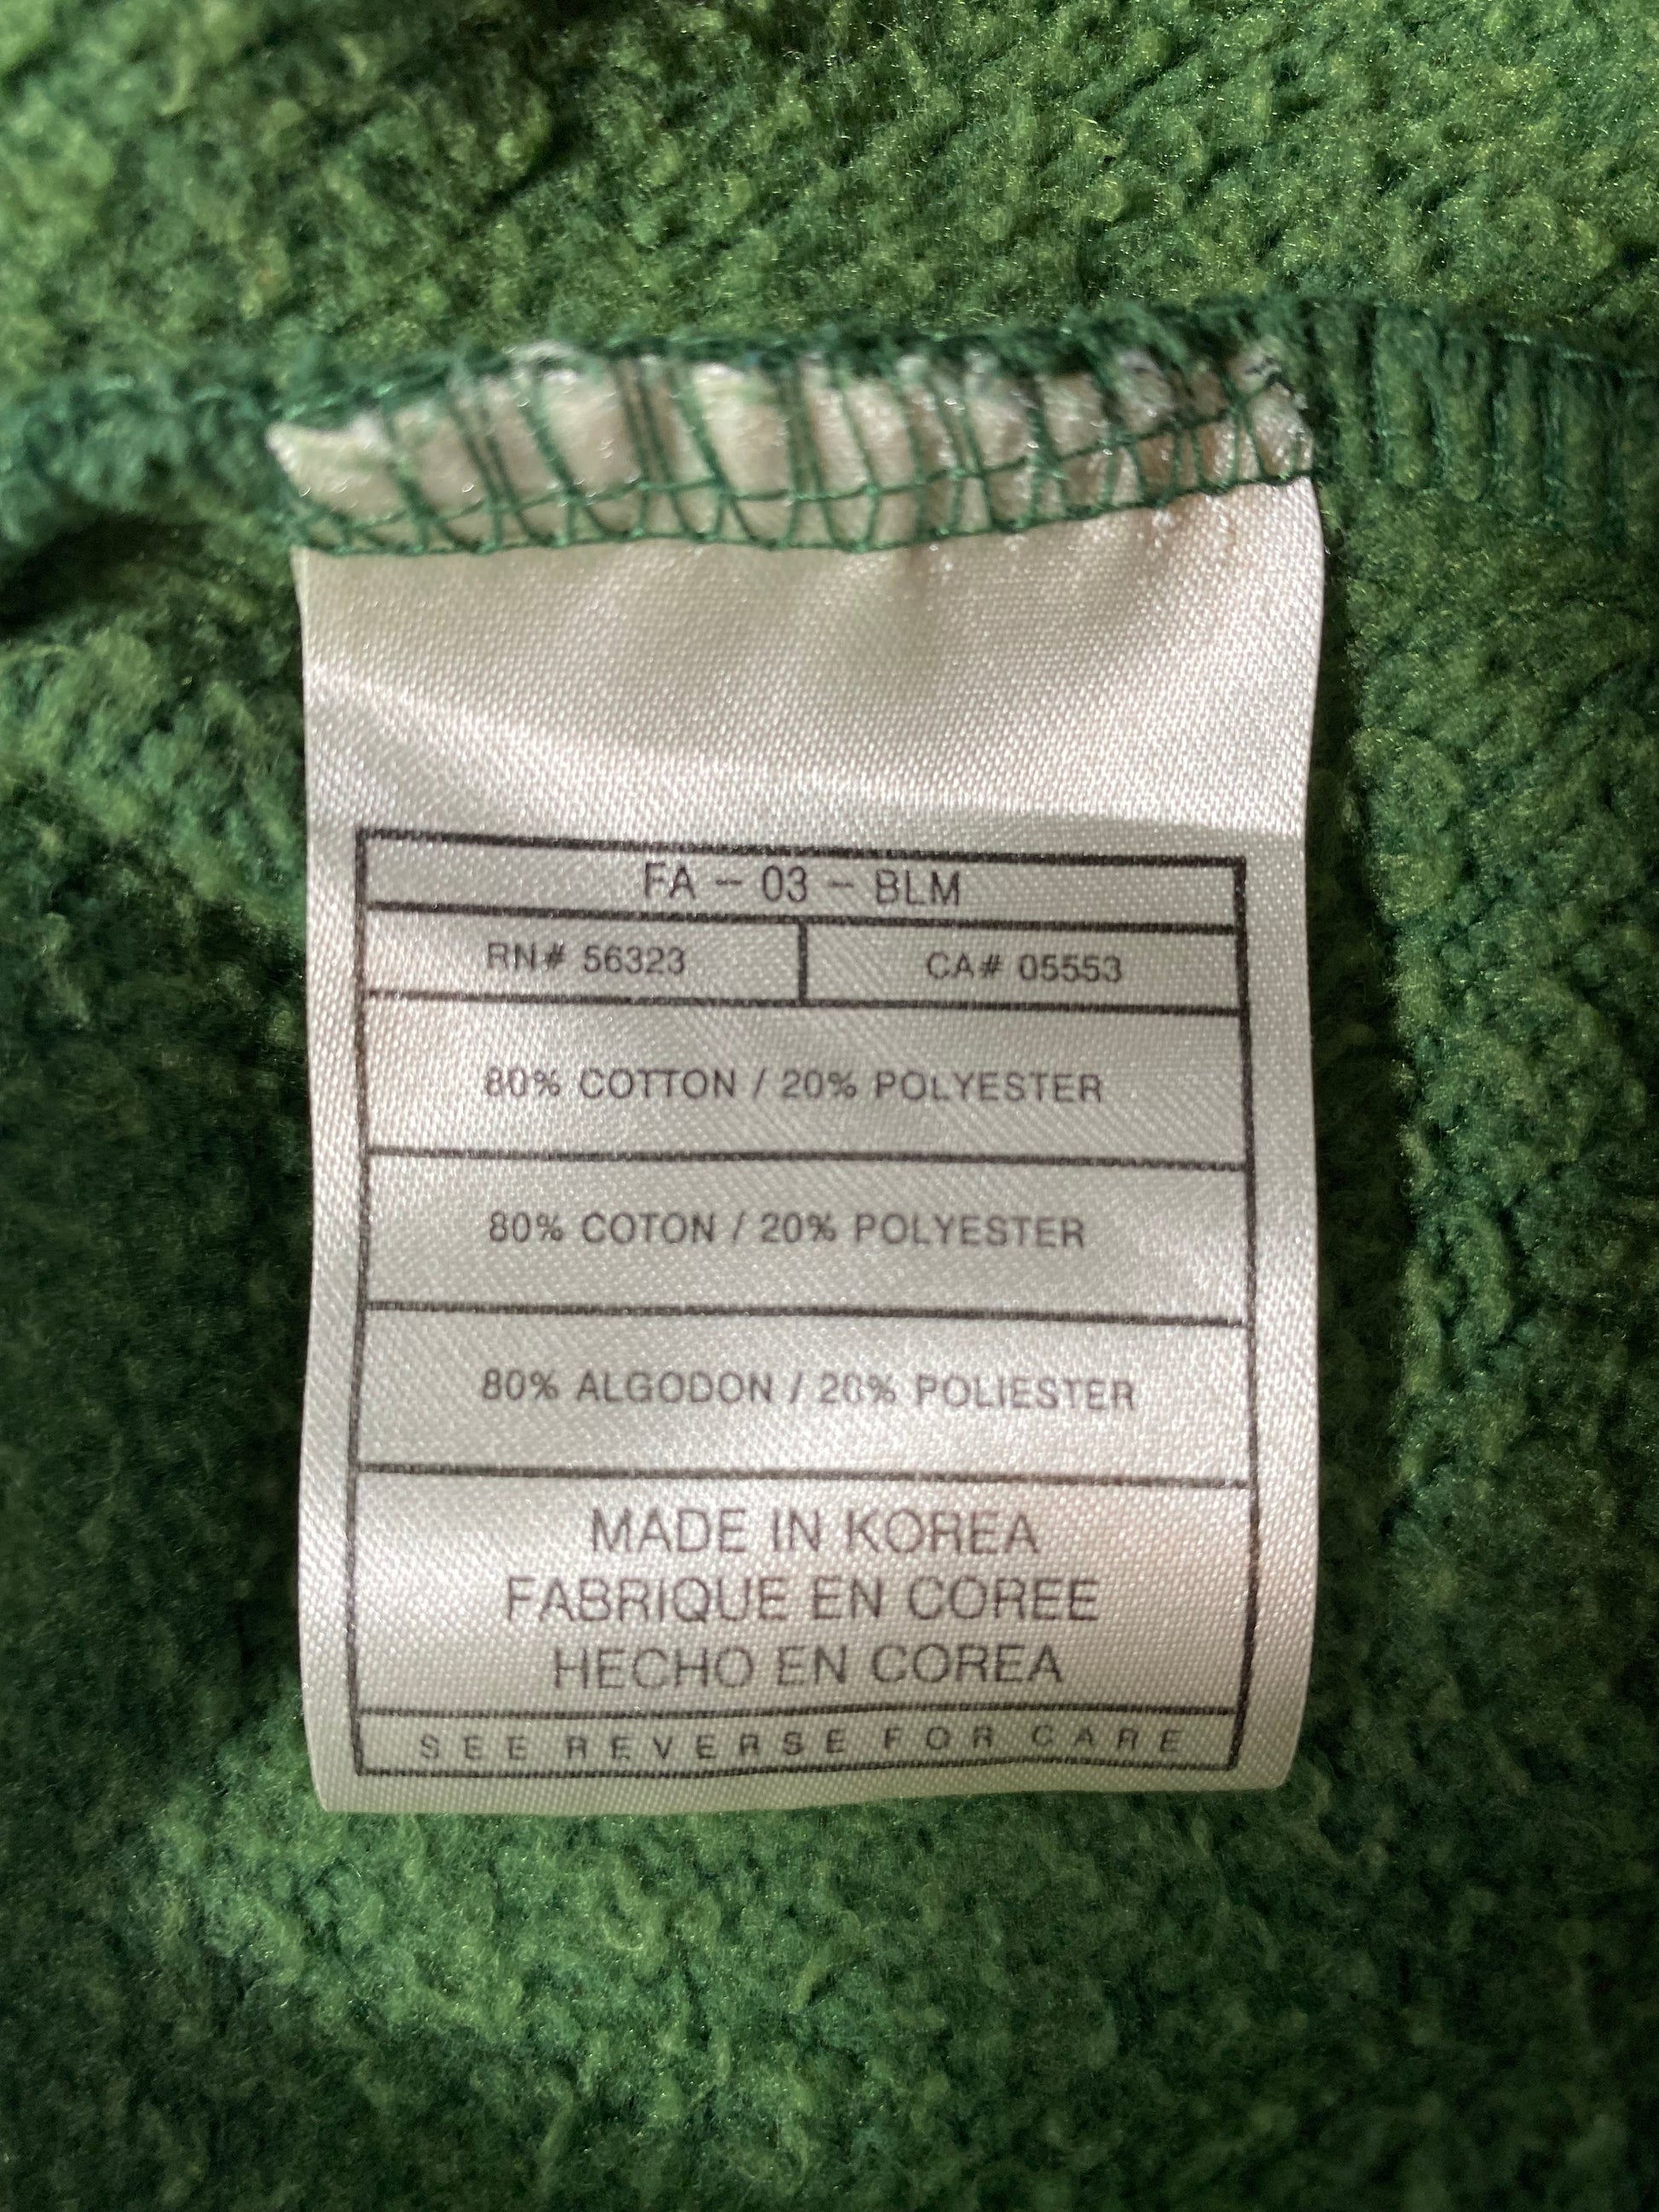 FA - 03 - BLM
RN# 56323 CA# 05553
80% COTTON / 20% POLYESTER
80% COTON / 20% POLYESTER
80% ALGODON / 20% POLIESTER
MADE IN KOREA
FABRIQUE EN COREE
HECHO EN COREA
SEE REVERSE FOR CARE